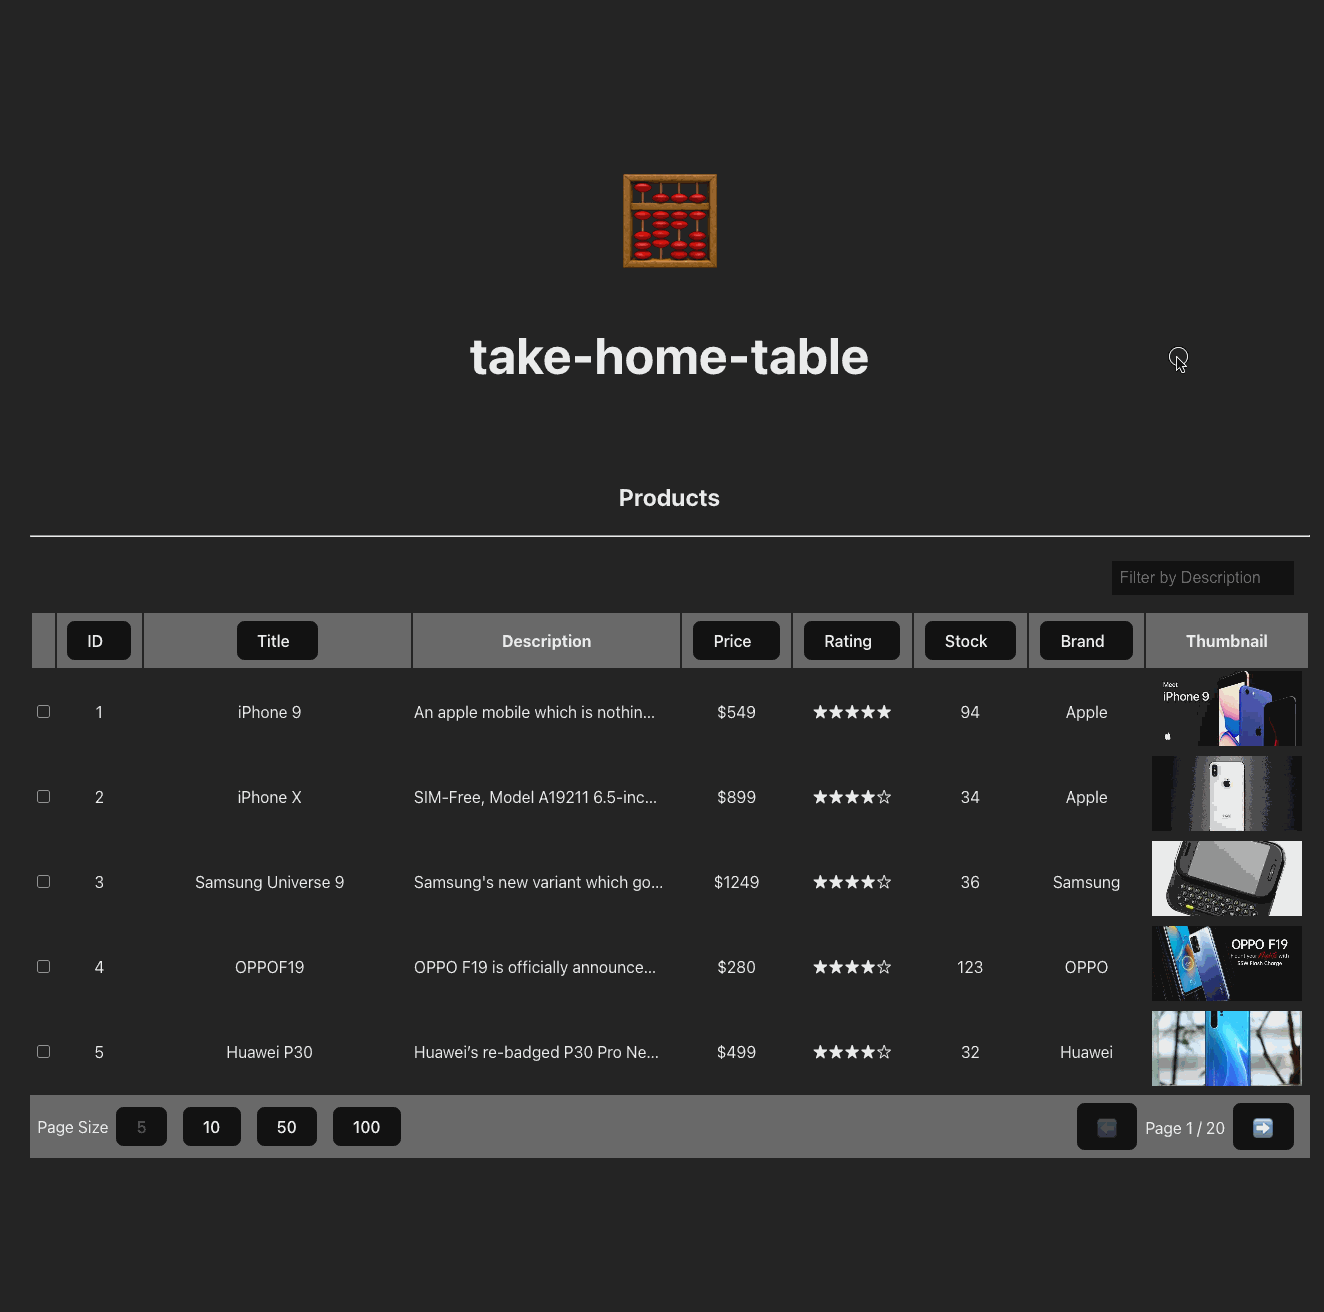 take-home-table
Products
Filter by Description
ID Title Description Price Rating Stock Brand Thumbnail
1 iPhone 9 An apple mobile which is nothin... $549 ★★★★★ 94 Apple
Meet
iPhone 9
2 iPhone X SIM-Free, Model A19211 6.5-inc... $899 ★★★★☆ 34 Apple
3 Samsung Universe 9 Samsung's new variant which go... $1249 ★★★★☆ 36 Samsung
4 OPPOF19 OPPO F19 is officially announce... $280 ★★★★☆ 123 OPPO
OPPO F19
with
Flash Charge
5 Huawei P30 Huawei’s re-badged P30 Pro Ne... $499 ★★★★☆ 32 Huawei
Page Size 5 10 50 100 Page 1 / 20